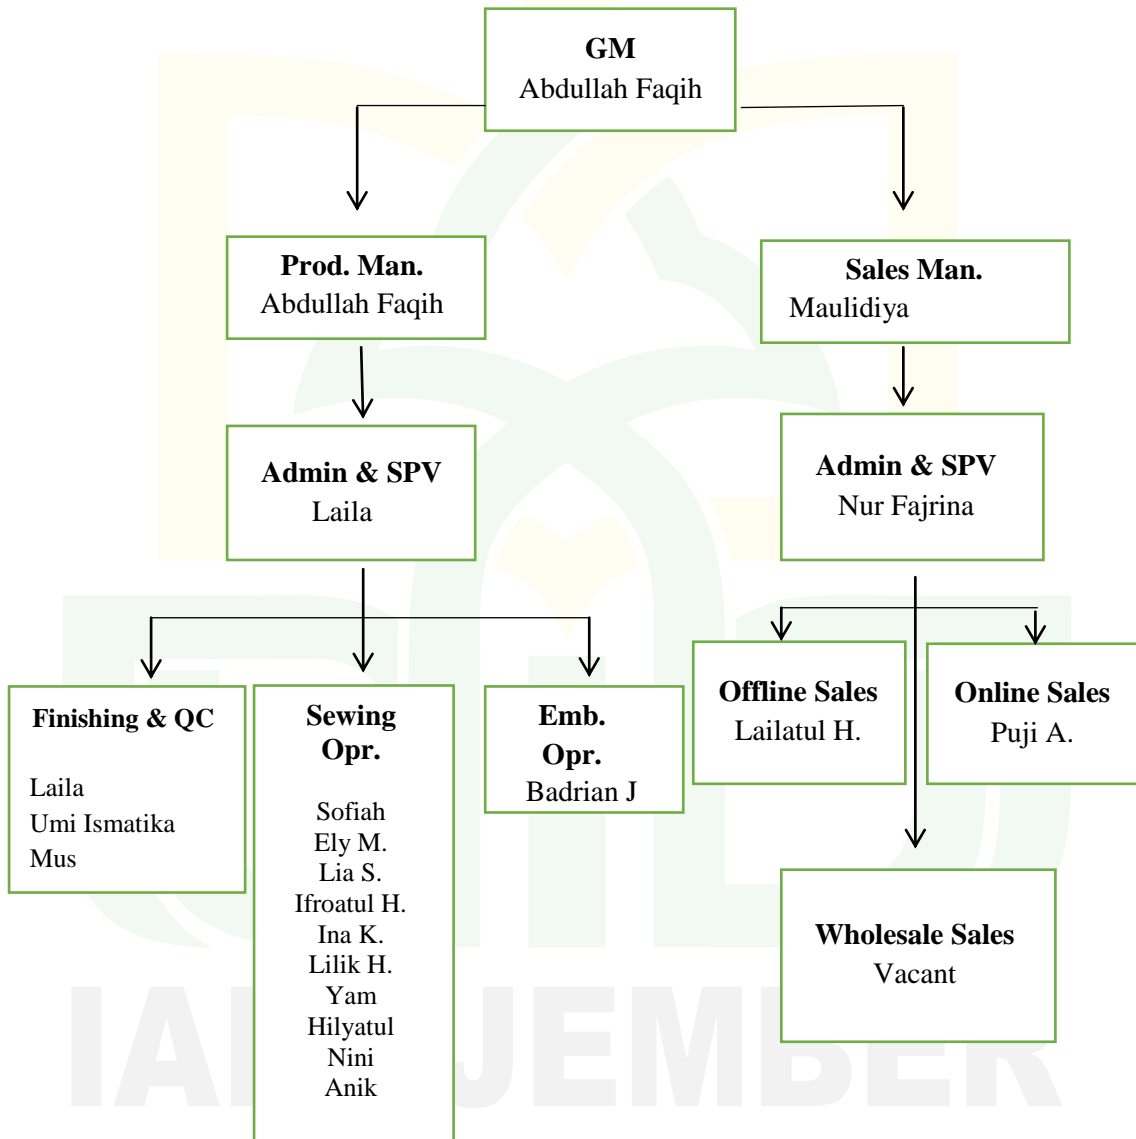 GM
Abdullah Faqih
Prod. Man.
Abdullah Faqih
Sales Man.
Maulidiya
Admin & SPV
Laila
Admin & SPV
Nur Fajrina
Finishing & QC
Laila
Umi Ismatika
Mus
Sewing
Opr.
Sofiah
Ely M.
Lia S.
Ifroatul H.
Ina K.
Lilik H.
Yam
Hilyatul
Nini
Anik
Emb.
Opr.
Badrian J
Offline Sales
Lailatul H.
Online Sales
Puji A.
Wholesale Sales
Vacant
JEMBER